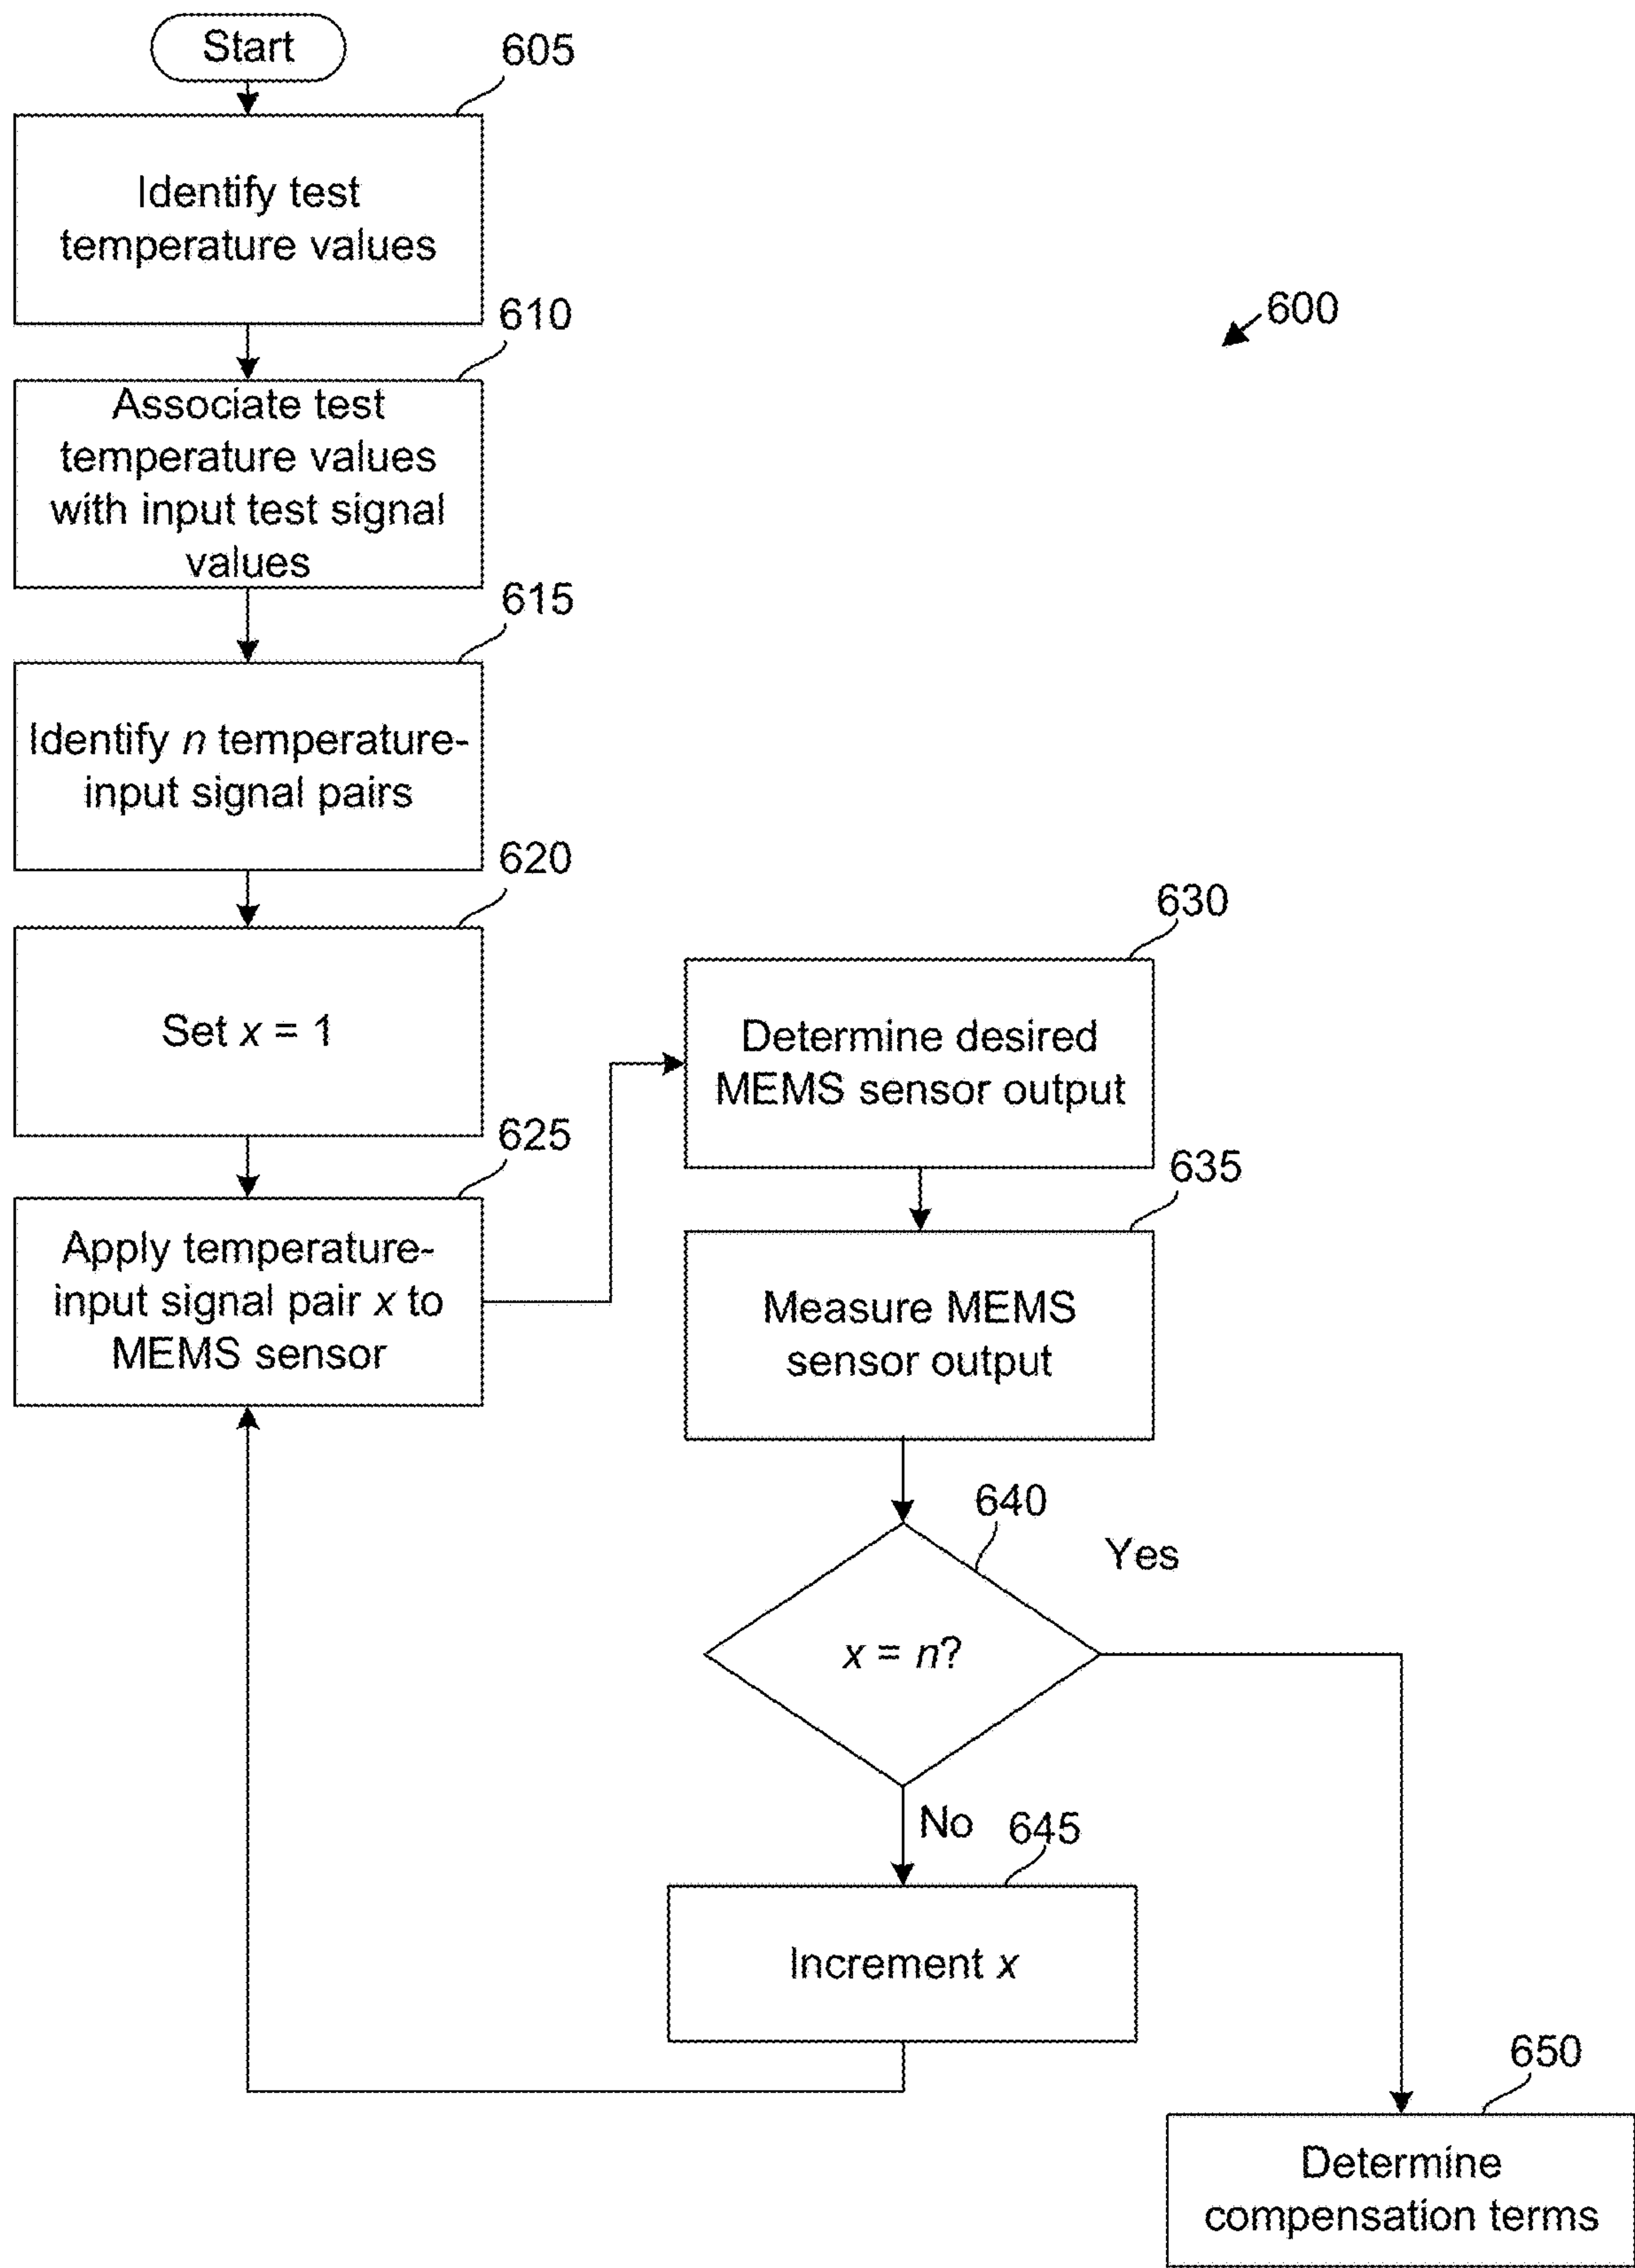 Start
605
Identify test
temperature values
610
600
Associate test
temperature values
with input test signal
values
615
Identify n temperature-
input signal pairs
620
Set x = 1
625
Apply temperature-
input signal pair x to
MEMS sensor
630
Determine desired
MEMS sensor output
635
Measure MEMS
sensor output
640
Yes
x = n?
No
645
Increment x
650
Determine
compensation terms